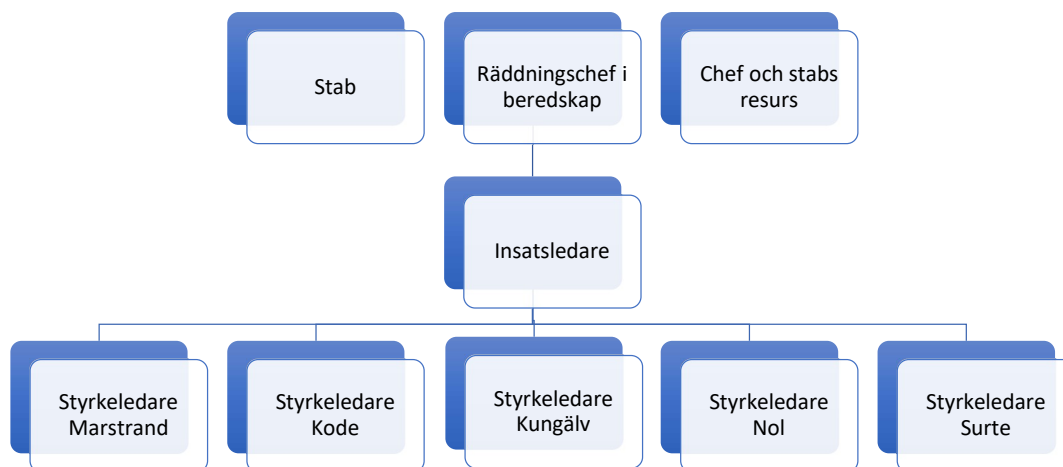 Stab
Räddningschef i
beredskap
Chef och stabs
resurs
Insatsledare
Styrkeledare
Marstrand
Styrkeledare
Kode
Styrkeledare
Kungälv
Styrkeledare
Nol
Styrkeledare
Surte